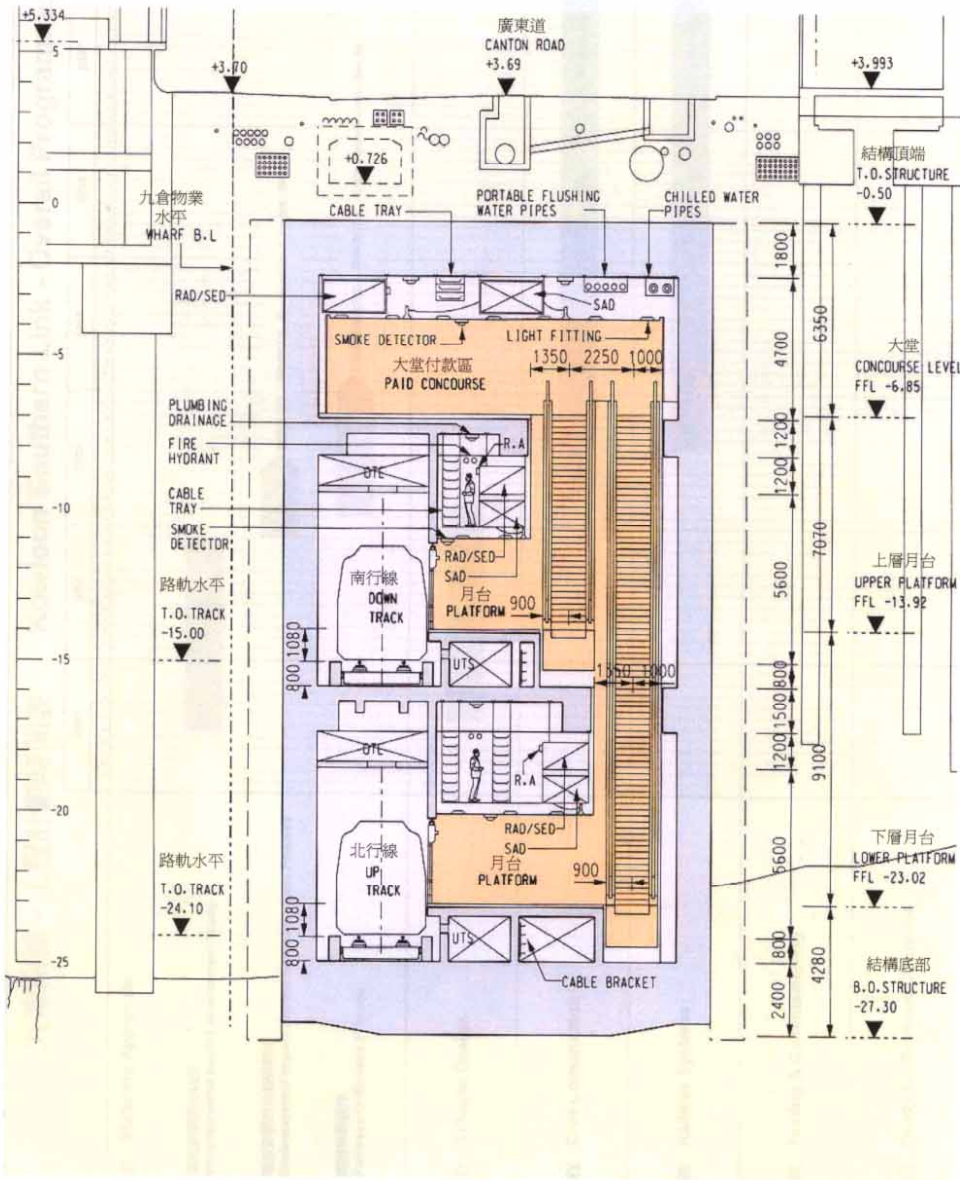 +5.334
廣東道
CANTON ROAD
+3.69
+3.70
+3.993
5
+0.726
結構頂端
T.O.STRUCTURE
-0.50
0
九倉物業
水平
WHARF B.L
CABLE TRAY
PORTABLE FLUSHING
WATER PIPES
CHILLED WATER
PIPES
1800
RAD/SED
SAD
SMOKE DETECTOR
LIGHT FITTING
4700
6350
-5
大堂付款區
PAID CONCOURSE
1350
2250
1000
大堂
CONCOURSE LEVEL
FFL -6.85
PLUMBING
DRAINAGE
FIRE
HYDRANT
CABLE
TRAY
SMOKE
DETECTOR
R.A
OTE
1200
1200
-10
RAD/SED
SAD
7070
5600
路軌水平
T.O.TRACK
-15.00
南行線
DOWN
TRACK
月台
PLATFORM
900
上層月台
UPPER PLATFORM
FFL -13.92
1080
800
-15
UTS
1350
1000
800
1500
1200
9100
OTE
R.A
-20
RAD/SED
SAD
路軌水平
T.O.TRACK
-24.10
北行線
UP
TRACK
月台
PLATFORM
900
5600
下層月台
LOWER PLATFORM
FFL -23.02
1080
800
UTS
-25
CABLE BRACKET
800
4280
2400
結構底部
B.O.STRUCTURE
-27.30